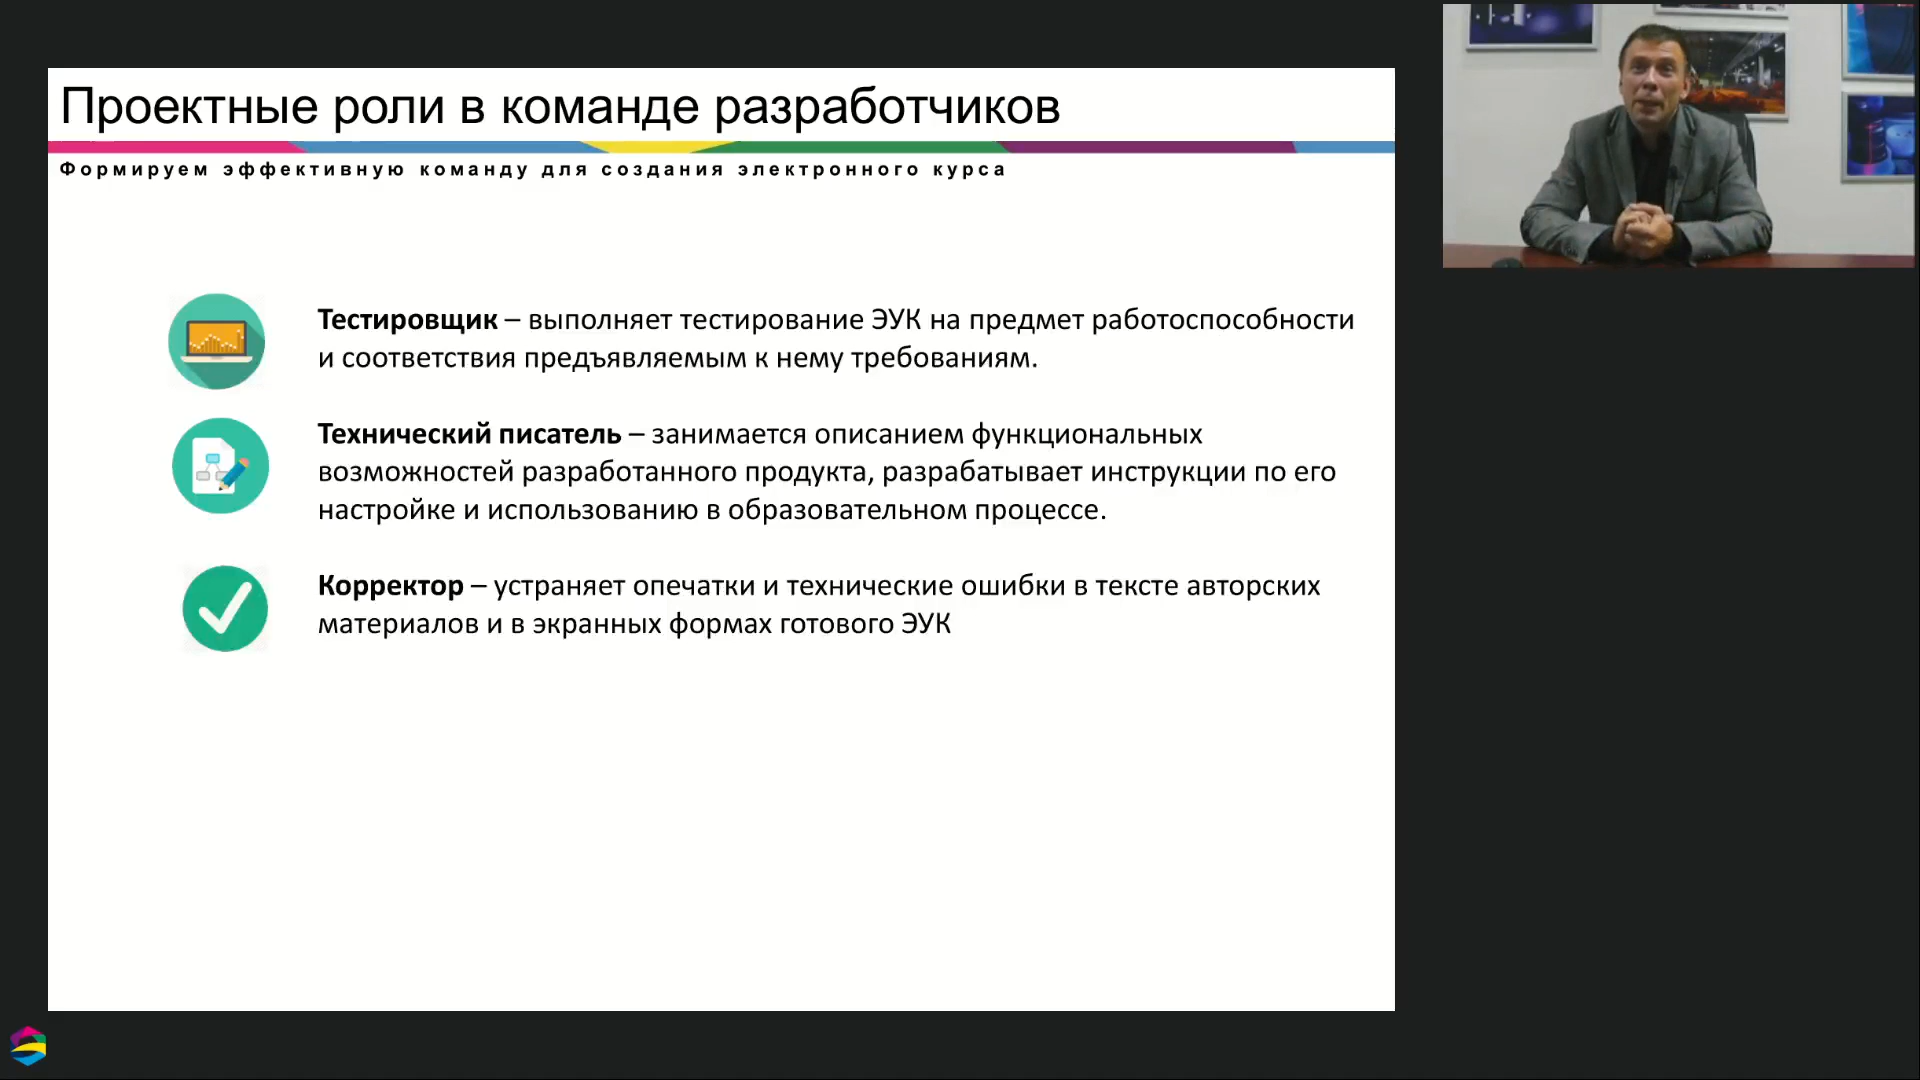 Проектные роли в команде разработчиков
Формируем эффективную команду для создания электронного курса
Тестировщик – выполняет тестирование ЭУК на предмет работоспособности
и соответствия предъявляемым к нему требованиям.
Технический писатель – занимается описанием функциональных
возможностей разработанного продукта, разрабатывает инструкции по его
настройке и использованию в образовательном процессе.
Корректор – устраняет опечатки и технические ошибки в тексте авторских
материалов и в экранных формах готового ЭУК